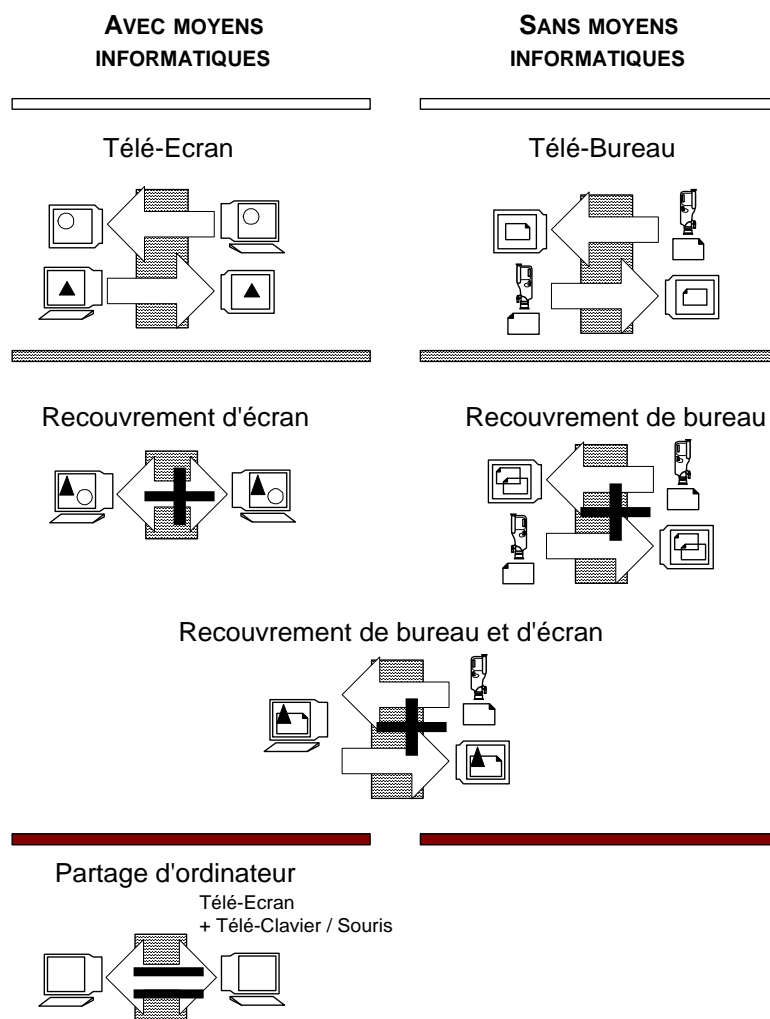 AVEC MOYENS
INFORMATIQUES
SANS MOYENS
INFORMATIQUES
Télé-Ecran
Télé-Bureau
Recouvrement d'écran
Recouvrement de bureau
Recouvrement de bureau et d'écran
Partage d'ordinateur
Télé-Ecran
+ Télé-Clavier / Souris